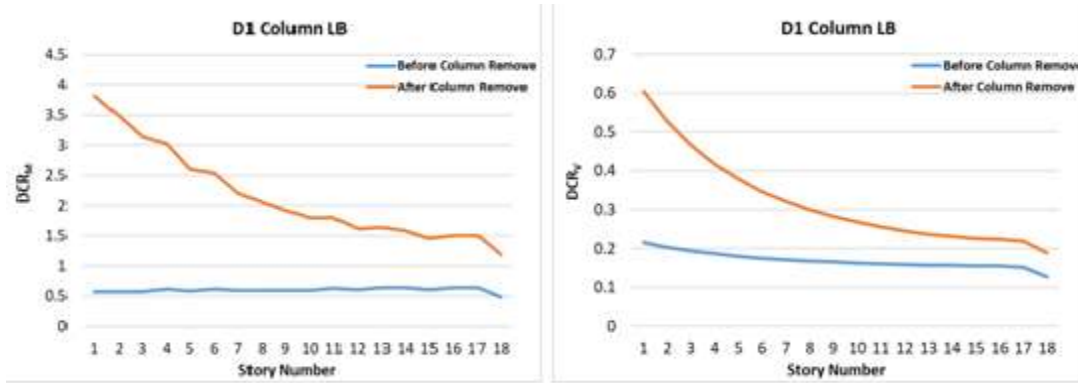 D1 Column LB
4.5
Before Column Remove
4
After Column Remove
3.5
3
2.5
2
1.5
1
0.5
0
DCR_M
1 2 3 4 5 6 7 8 9 10 11 12 13 14 15 16 17 18
Story Number
D1 Column LB
0.7
Before Column Remove
0.6
After Column Remove
0.5
0.4
0.3
0.2
0.1
0
DCR_V
1 2 3 4 5 6 7 8 9 10 11 12 13 14 15 16 17 18
Story Number